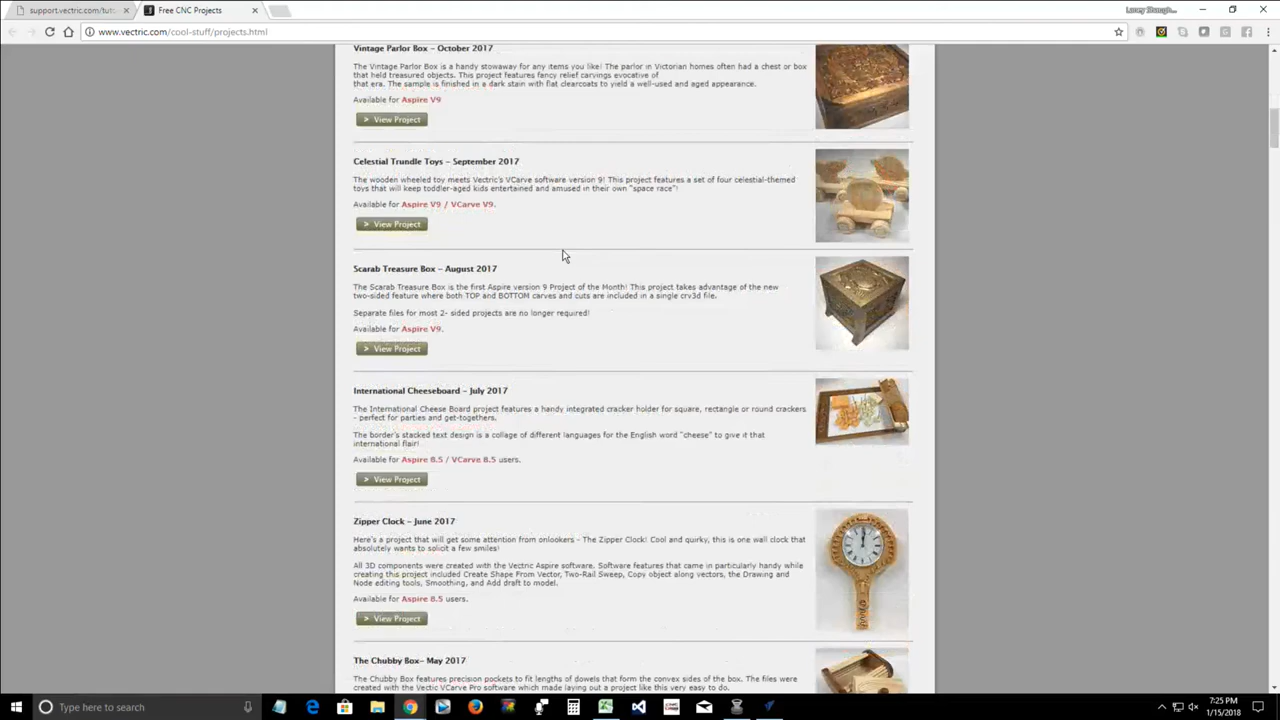 support.vectric.com/tut
Free CNC Projects
www.vectric.com/cool-stuff/projects.html
Vintage Parlor Box - October 2017
The Vintage Parlor Box is a handy stowaway for any items you like! The parlor in Victorian homes often had a chest or box
that held treasured objects. This project features fancy relief carvings evocative of
that era. The sample is finished in a dark stain with flat clearcoats to yield a well-used and aged appearance.
Available for Aspire V9
> View Project
Celestial Trundle Toys - September 2017
The wooden wheeled toy meets Vectric's VCarve software version 9! This project features a set of four celestial-themed
toys that will keep toddler-aged kids entertained and amused in their own "space race"!
Available for Aspire V9 / VCarve V9.
> View Project
Scarab Treasure Box - August 2017
The Scarab Treasure Box is the first Aspire version 9 Project of the Month! This project takes advantage of the new
two-sided feature where both TOP and BOTTOM carves and cuts are included in a single crv3d file.
Separate files for most 2- sided projects are no longer required!
Available for Aspire V9.
> View Project
International Cheeseboard - July 2017
The International Cheese Board project features a handy integrated cracker holder for square, rectangle or round crackers
- perfect for parties and get-togethers.
The border's stacked text design is a collage of different languages for the English word "cheese" to give it that
international flair!
Available for Aspire 8.5 / VCarve 8.5 users.
> View Project
Zipper Clock - June 2017
Here's a project that will get some attention from onlookers - The Zipper Clock! Cool and quirky, this is one wall clock that
absolutely wants to solicit a few smiles!
All 3D components were created with the Vectric Aspire software. Software features that came in particularly handy while
creating this project included Create Shape From Vector, Two-Rail Sweep, Copy object along vectors, the Drawing and
Node editing tools, Smoothing, and Add draft to model.
Available for Aspire 8.5 users.
> View Project
The Chubby Box- May 2017
The Chubby Box features precision pockets to fit lengths of dowels that form the convex sides of the box. The files were
created with the Vectic VCarve Pro software which made laying out a project like this very easy to do.
Type here to search
7:25 PM
1/15/2018